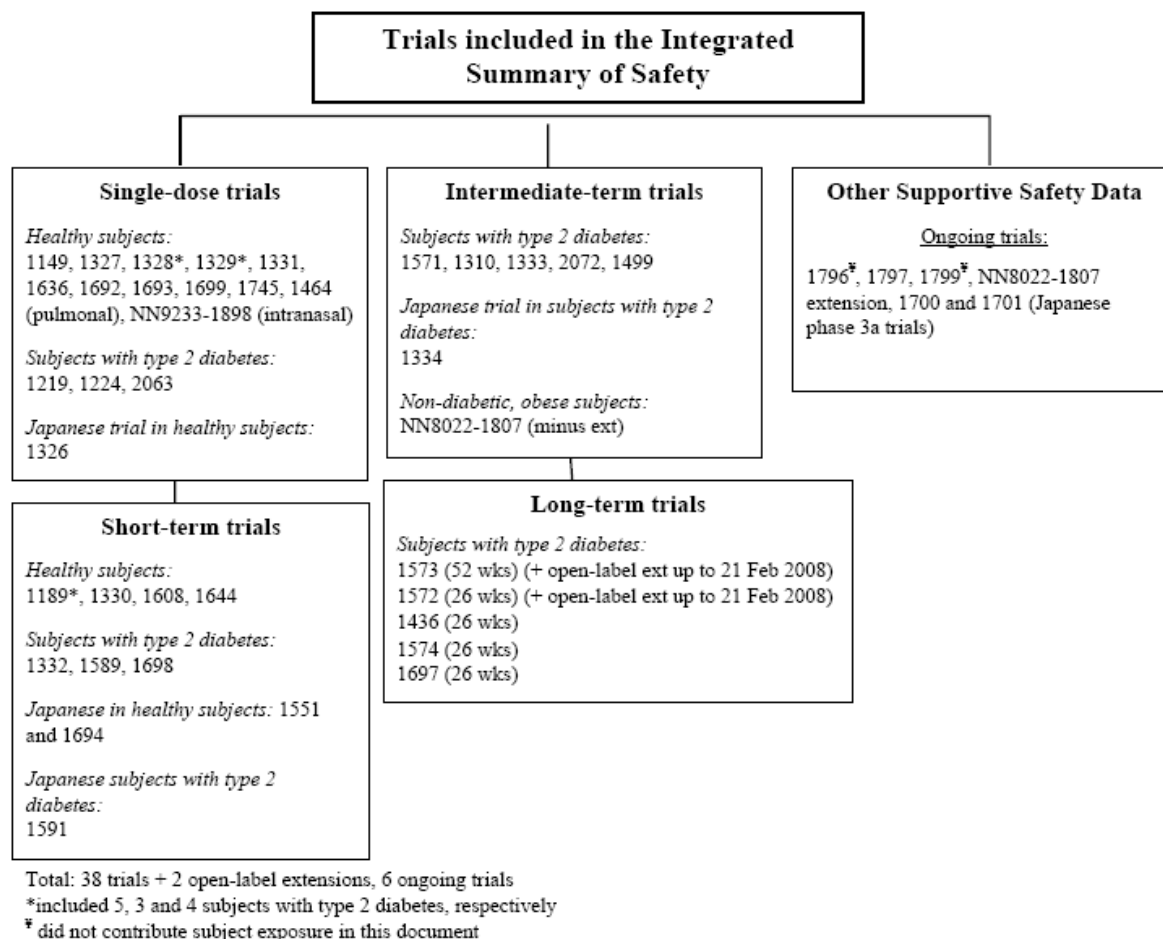 Trials included in the Integrated
Summary of Safety
Single-dose trials
Healthy subjects:
1149, 1327, 1328*, 1329*, 1331,
1636, 1692, 1693, 1699, 1745, 1464
(pulmonal), NN9233-1898 (intranasal)
Subjects with type 2 diabetes:
1219, 1224, 2063
Japanese trial in healthy subjects:
1326
Short-term trials
Healthy subjects:
1189*, 1330, 1608, 1644
Subjects with type 2 diabetes:
1332, 1589, 1698
Japanese in healthy subjects: 1551
and 1694
Japanese subjects with type 2
diabetes:
1591
Intermediate-term trials
Subjects with type 2 diabetes:
1571, 1310, 1333, 2072, 1499
Japanese trial in subjects with type 2
diabetes:
1334
Non-diabetic, obese subjects:
NN8022-1807 (minus ext)
Long-term trials
Subjects with type 2 diabetes:
1573 (52 wks) (+ open-label ext up to 21 Feb 2008)
1572 (26 wks) (+ open-label ext up to 21 Feb 2008)
1436 (26 wks)
1574 (26 wks)
1697 (26 wks)
Other Supportive Safety Data
Ongoing trials:
1796¥, 1797, 1799¥, NN8022-1807
extension, 1700 and 1701 (Japanese
phase 3a trials)
Total: 38 trials + 2 open-label extensions, 6 ongoing trials
*included 5, 3 and 4 subjects with type 2 diabetes, respectively
¥ did not contribute subject exposure in this document